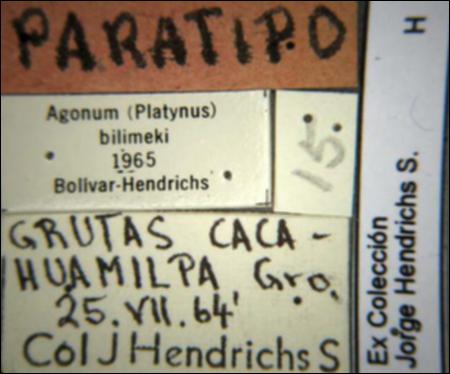 PARATIPO
Agonum (Platynus)
bilimeki
1965
Bolivar-Hendrichs
15.
GRUTAS CACA-
HUAMILPA Gro.
25.VII.64'
Col J Hendrichs S
Ex Colección
Jorge Hendrichs S.
H